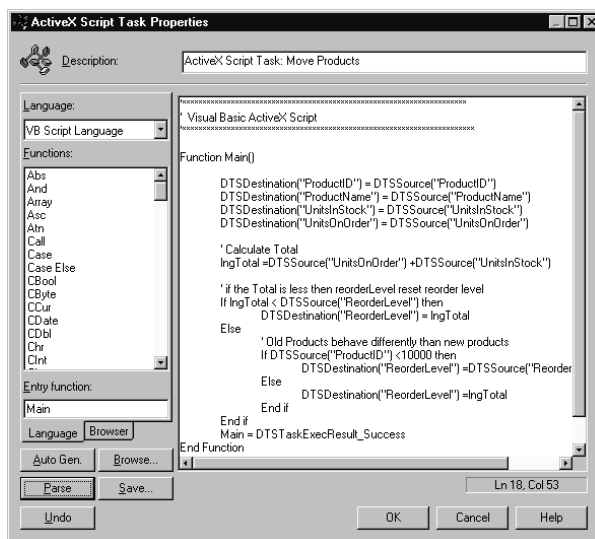 ActiveX Script Task Properties
Description:
ActiveX Script Task: Move Products
Language:
VB Script Language
Functions:
Abs
And
Array
Asc
Atn
Call
Case
Case Else
CBool
CByte
CCur
CDate
CDbl
Chr
CInt
Entry function:
Main
Language Browser
Auto Gen. Browse...
Parse Save...
Undo
' Visual Basic ActiveX Script
Function Main()
DTSDestination("ProductID") = DTSSource("ProductID")
DTSDestination("ProductName") = DTSSource("ProductName")
DTSDestination("UnitsInStock") = DTSSource("UnitsInStock")
DTSDestination("UnitsOnOrder") = DTSSource("UnitsOnOrder")
' Calculate Total
lngTotal =DTSSource("UnitsOnOrder") +DTSSource("UnitsInStock")
' if the Total is less then reorderLevel reset reorder level
If lngTotal < DTSSource("ReorderLevel") then
DTSDestination("ReorderLevel") = lngTotal
Else
' Old Products behave differently than new products
If DTSSource("ProductID") <10000 then
DTSDestination("ReorderLevel") =DTSSource("Reorder
Else
DTSDestination("ReorderLevel") =lngTotal
End if
End if
Main = DTSTaskExecResult_Success
End Function
Ln 18, Col 53
OK Cancel Help